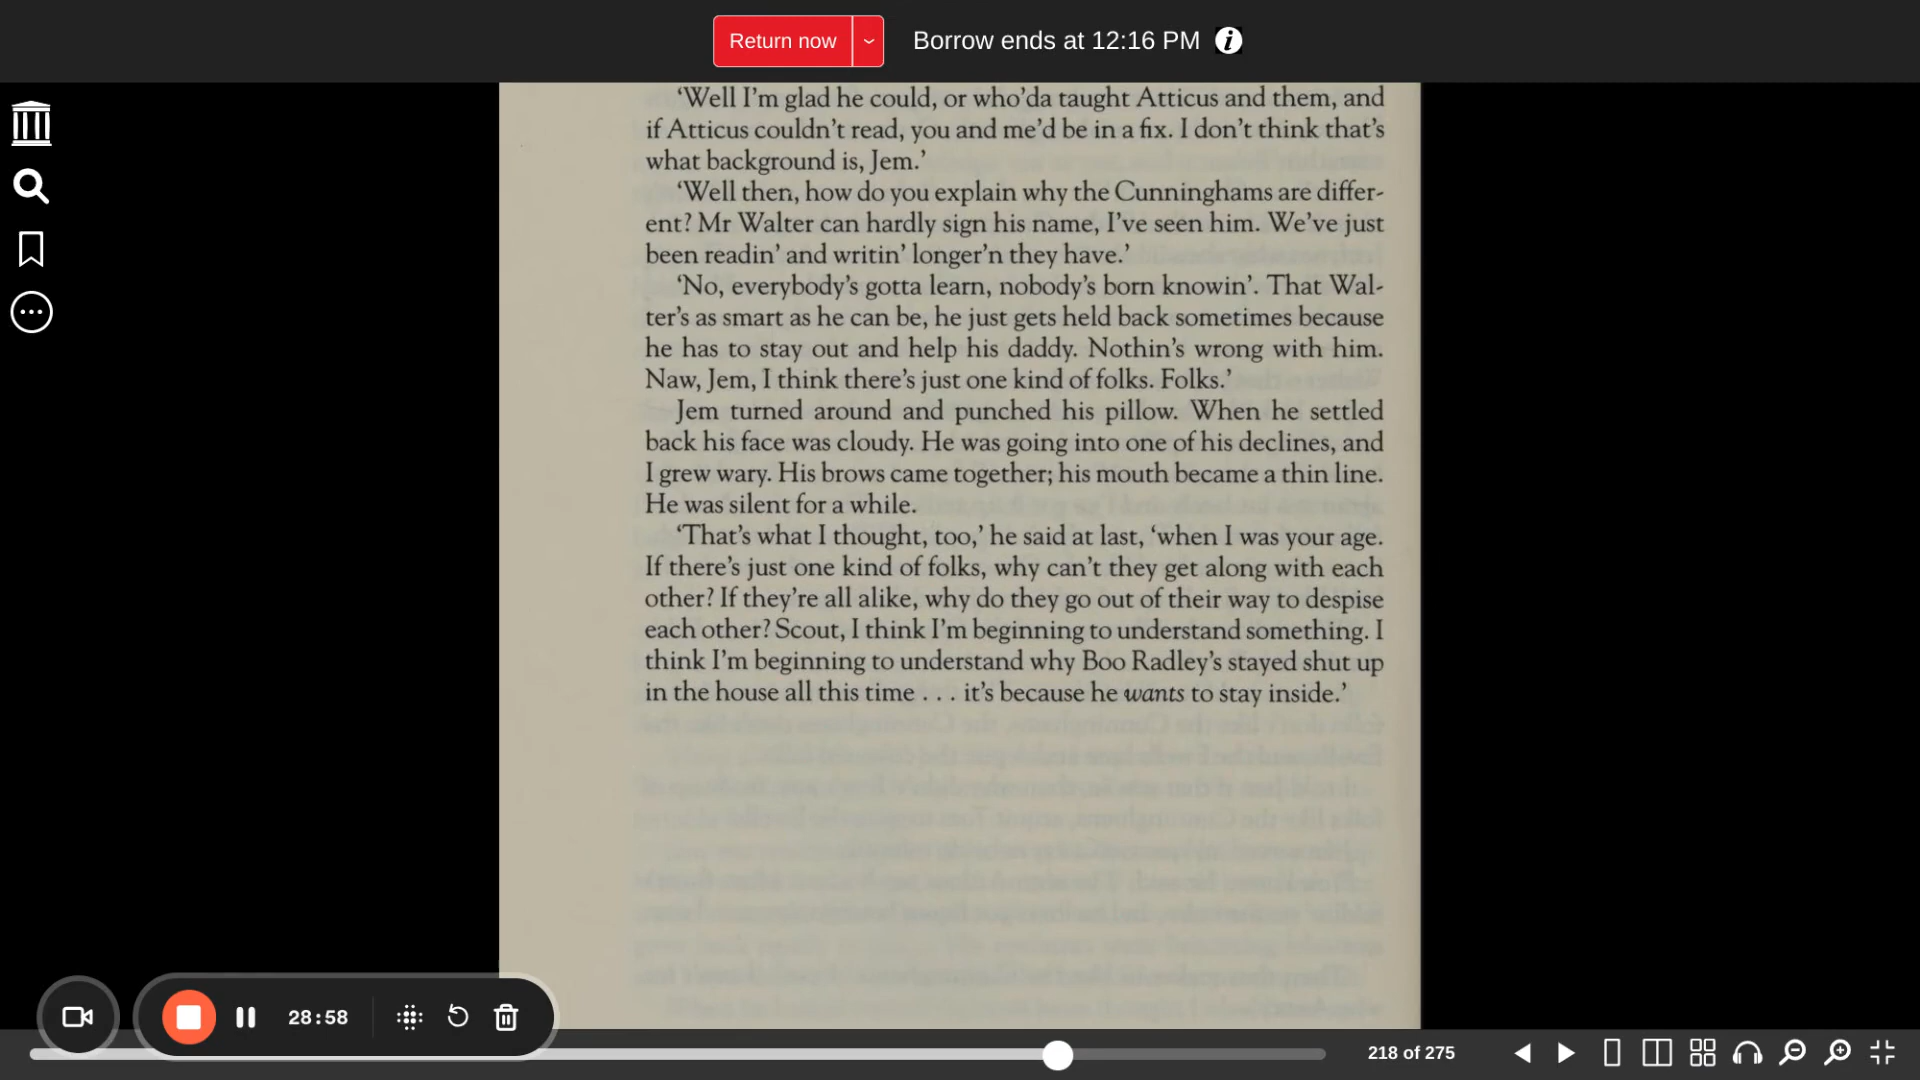 Return now
Borrow ends at 12:16 PM
‘Well I’m glad he could, or who’da taught Atticus and them, and
if Atticus couldn’t read, you and me’d be in a fix. I don’t think that’s
what background is, Jem.’
‘Well then, how do you explain why the Cunninghams are differ-
ent? Mr Walter can hardly sign his name, I’ve seen him. We’ve just
been readin’ and writin’ longer’n they have.’
‘No, everybody’s gotta learn, nobody’s born knowin’. That Wal-
ter’s as smart as he can be, he just gets held back sometimes because
he has to stay out and help his daddy. Nothin’s wrong with him.
Naw, Jem, I think there’s just one kind of folks. Folks.’
Jem turned around and punched his pillow. When he settled
back his face was cloudy. He was going into one of his declines, and
I grew wary. His brows came together; his mouth became a thin line.
He was silent for a while.
‘That’s what I thought, too,’ he said at last, ‘when I was your age.
If there’s just one kind of folks, why can’t they get along with each
other? If they’re all alike, why do they go out of their way to despise
each other? Scout, I think I’m beginning to understand something. I
think I’m beginning to understand why Boo Radley’s stayed shut up
in the house all this time . . . it’s because he wants to stay inside.’
28:58
218 of 275